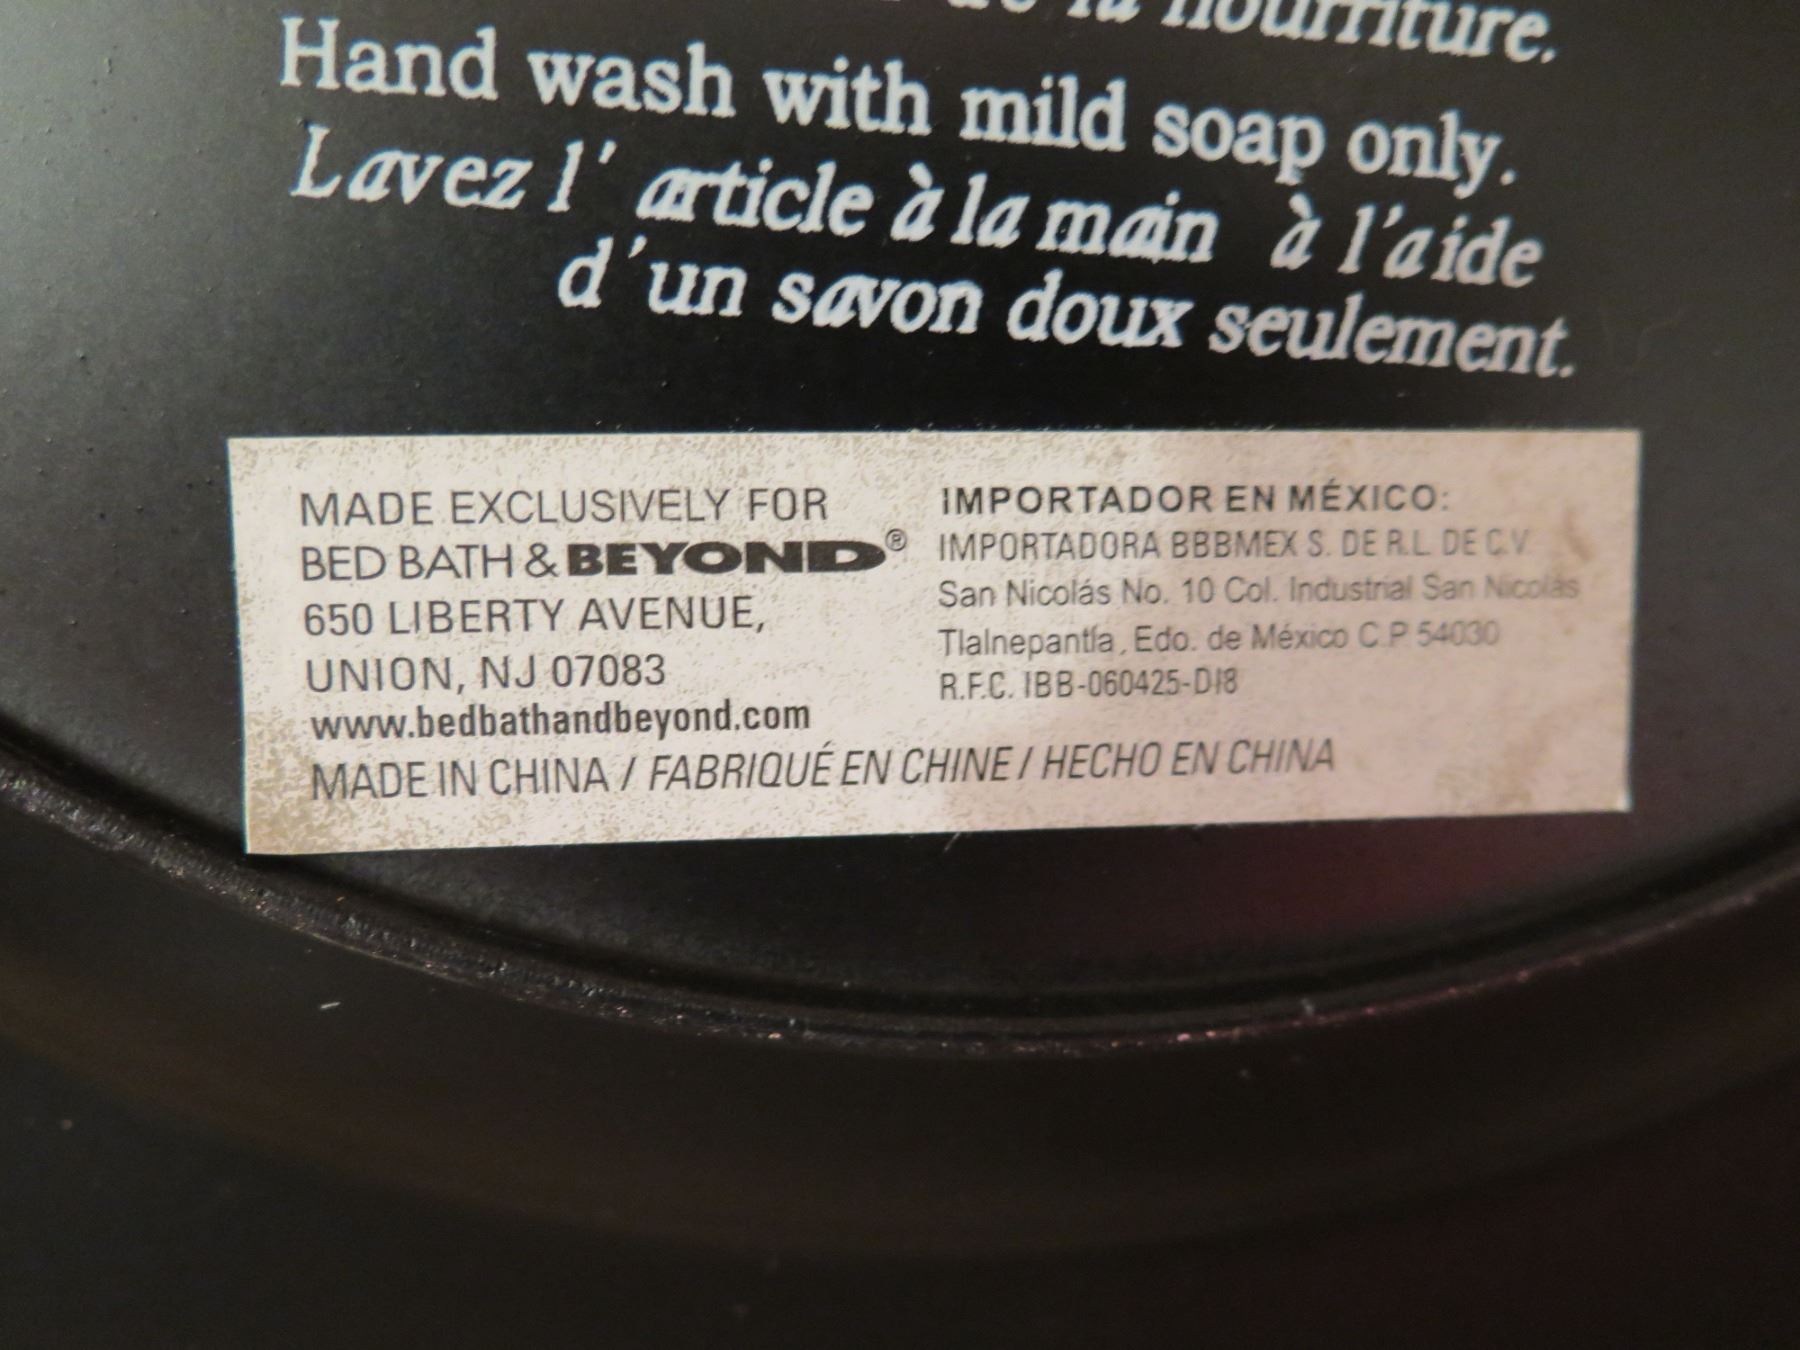 de la nourriture.
Hand wash with mild soap only.
Lavez l' article à la main à l'aide
d'un savon doux seulement.
MADE EXCLUSIVELY FOR
BED BATH & BEYOND®
650 LIBERTY AVENUE,
UNION, NJ 07083
www.bedbathandbeyond.com
IMPORTADOR EN MÉXICO:
IMPORTADORA BBBMEX S. DE R.L. DE C.V.
San Nicolás No. 10 Col. Industrial San Nicolás
Tlalnepantla, Edo. de México C.P 54030
R.F.C. IBB-060425-DI8
MADE IN CHINA / FABRIQUÉ EN CHINE / HECHO EN CHINA